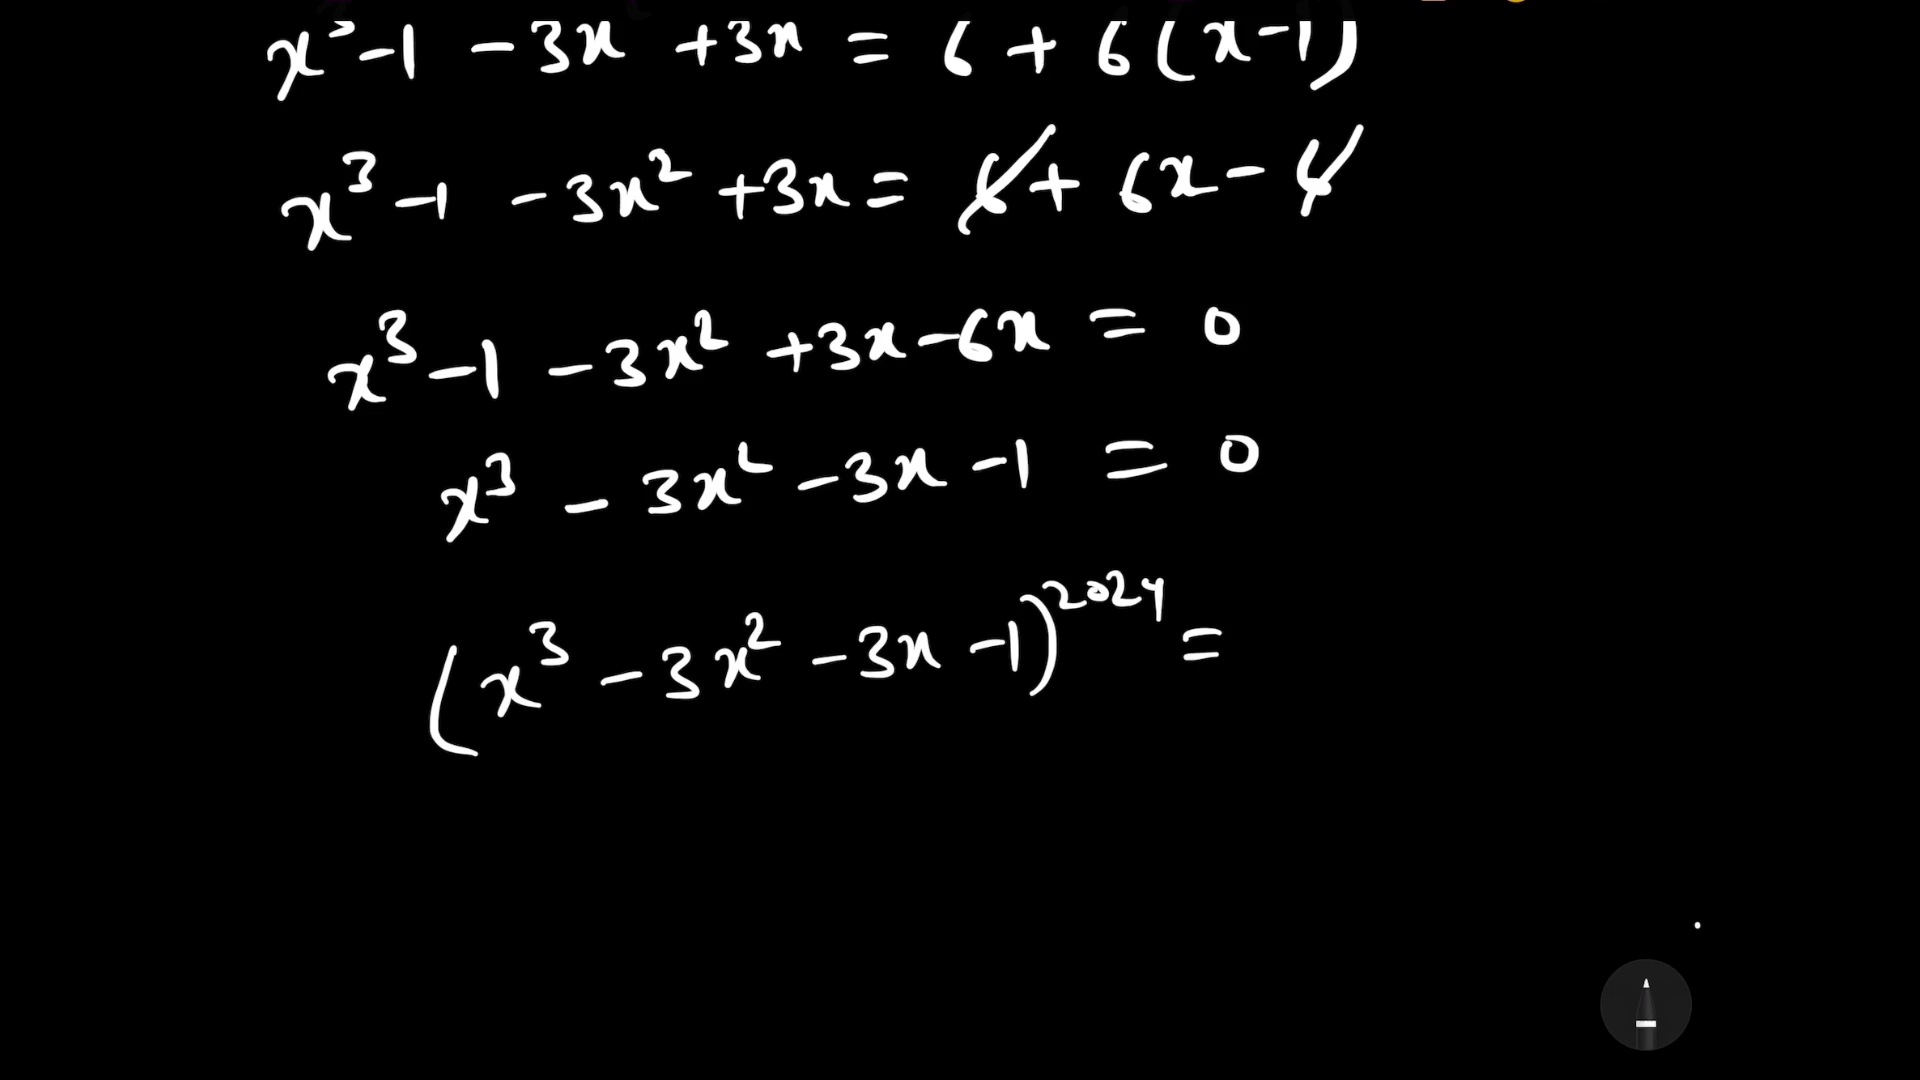 x³ - 1 - 3x + 3x = 6 + 6(x-1)
x³ - 1 - 3x² + 3x = 6 + 6x - 6
x³ - 1 - 3x² + 3x - 6x = 0
x³ - 3x² - 3x - 1 = 0
(x³ - 3x² - 3x - 1)²⁰²⁴ =